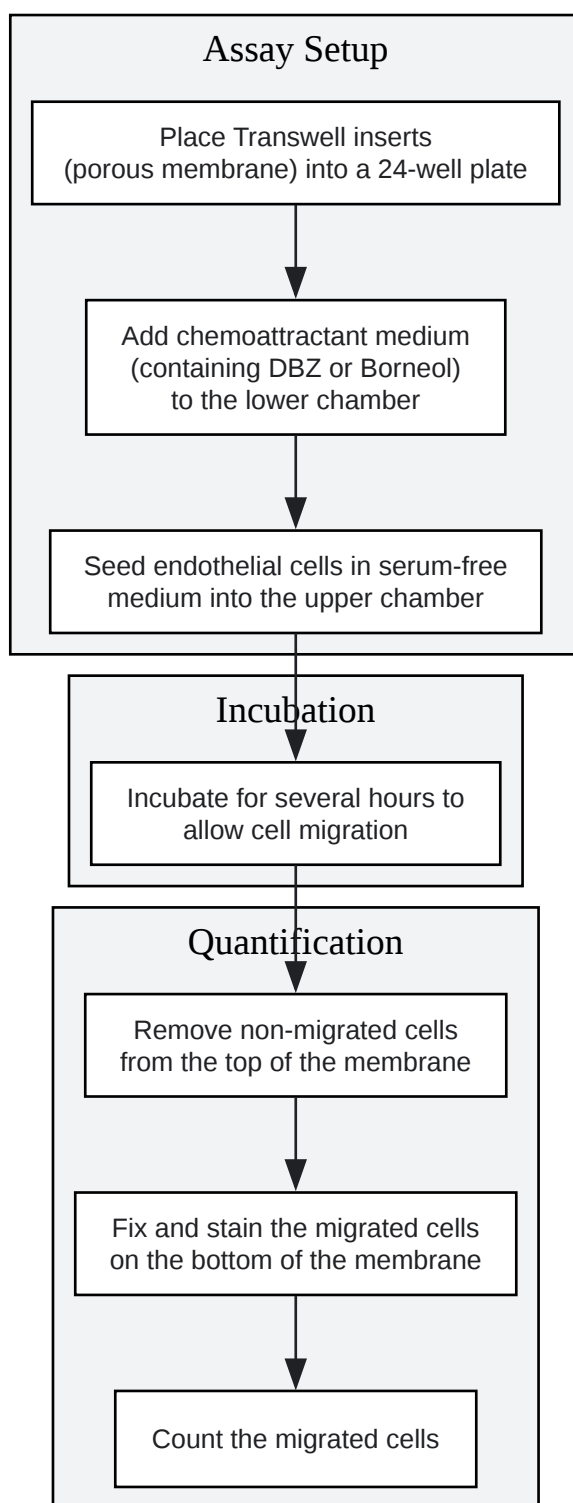 Assay Setup
Place Transwell inserts
(porous membrane) into a 24-well plate
Add chemoattractant medium
(containing DBZ or Borneol)
to the lower chamber
Seed endothelial cells in serum-free
medium into the upper chamber
Incubation
Incubate for several hours to
allow cell migration
Quantification
Remove non-migrated cells
from the top of the membrane
Fix and stain the migrated cells
on the bottom of the membrane
Count the migrated cells